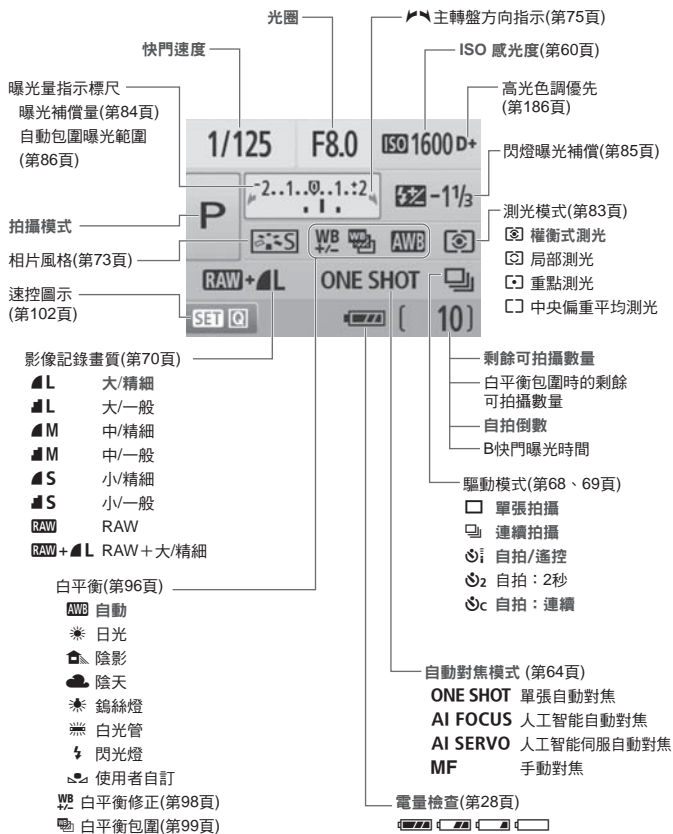 光圈
主轉盤方向指示(第75頁)
快門速度
ISO 感光度(第60頁)
曝光量指示標尺
曝光補償量(第84頁)
自動包圍曝光範圍
(第86頁)
高光色調優先
(第186頁)
1/125 F8.0 ISO 1600 D+
閃燈曝光補償(第85頁)
-2..1..0..1..+2
-1 1/3
P
拍攝模式
測光模式(第83頁)
權衡式測光
局部測光
重點測光
中央偏重平均測光
S WB +/- WB AWB
相片風格(第73頁)
RAW+L ONE SHOT
速控圖示
(第102頁)
SET Q [ 10]
影像記錄畫質(第70頁)
L 大/精細
L 大/一般
M 中/精細
M 中/一般
S 小/精細
S 小/一般
RAW RAW
RAW+L RAW+大/精細
剩餘可拍攝數量
白平衡包圍時的剩餘
可拍攝數量
自拍倒數
B快門曝光時間
驅動模式(第68、69頁)
單張拍攝
連續拍攝
自拍/遙控
2 自拍:2秒
C 自拍:連續
白平衡(第96頁)
AWB 自動
日光
陰影
陰天
鎢絲燈
白光管
閃光燈
使用者自訂
WB +/- 白平衡修正(第98頁)
WB 白平衡包圍(第99頁)
自動對焦模式 (第64頁)
ONE SHOT 單張自動對焦
AI FOCUS 人工智能自動對焦
AI SERVO 人工智能伺服自動對焦
MF 手動對焦
電量檢查(第28頁)